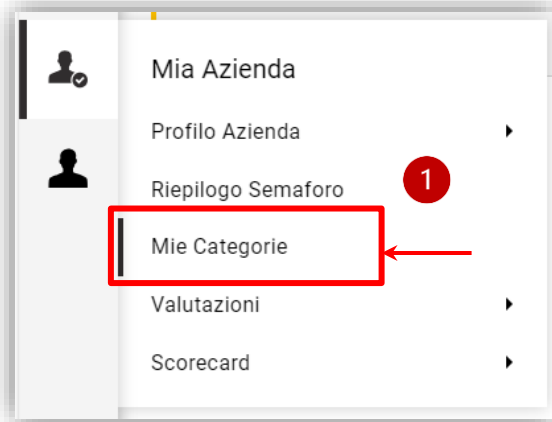 Mia Azienda
Profilo Azienda
Riepilogo Semaforo
1
Mie Categorie
Valutazioni
Scorecard